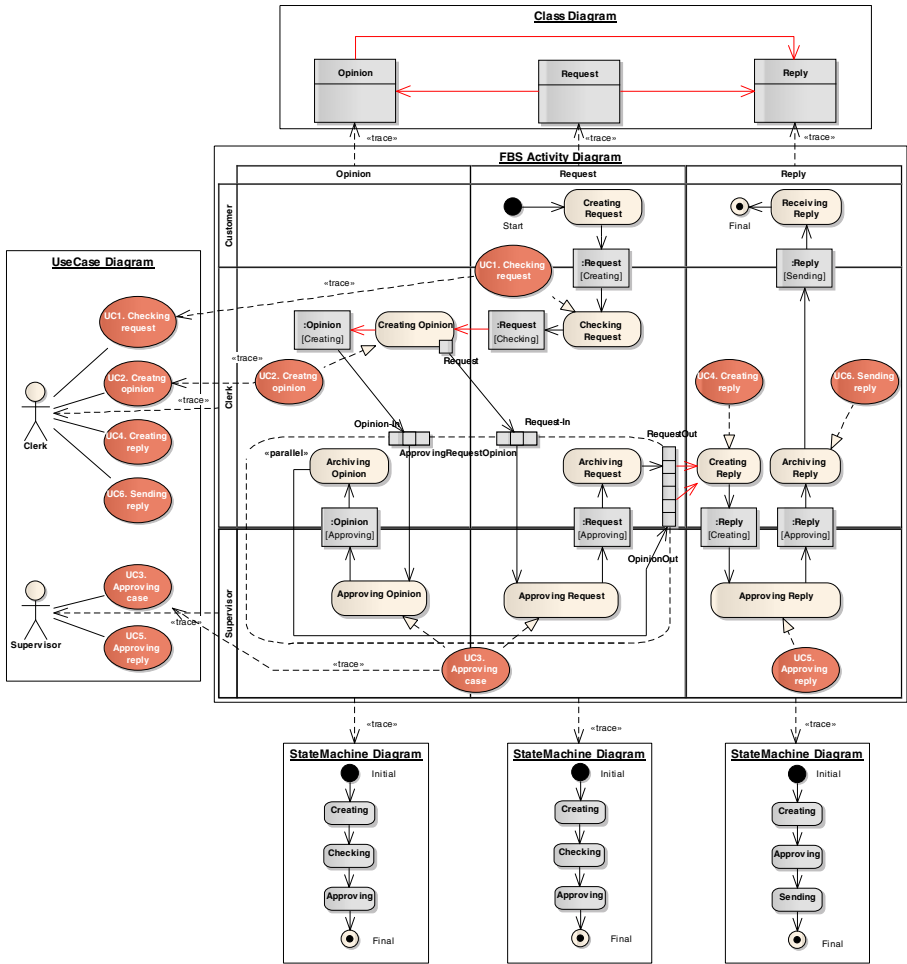 Class Diagram
Opinion
Request
Reply
«trace»
«trace»
«trace»
FBS Activity Diagram
Opinion
Request
Reply
Customer
Start
Creating
Request
Final
Receiving
Reply
:Request
[Creating]
:Reply
[Sending]
UseCase Diagram
UC1. Checking
request
UC2. Creatng
opinion
UC4. Creating
reply
UC6. Sending
reply
Clerk
UC3.
Approving
case
UC5.
Approving
reply
Supervisor
«trace»
«trace»
«trace»
«trace»
«trace»
Clerk
UC1. Checking
request
:Opinion
[Creating]
Creating Opinion
:Request
[Checking]
Checking
Request
Request
UC2. Creatng
opinion
UC4. Creating
reply
UC6. Sending
reply
Opinion-In
Request-In
ApprovingRequestOpinion
RequestOut
«parallel»
Archiving
Opinion
Archiving
Request
Creating
Reply
Archiving
Reply
:Opinion
[Approving]
:Request
[Approving]
:Reply
[Creating]
:Reply
[Approving]
OpinionOut
Supervisor
Approving Opinion
Approving Request
Approving Reply
UC3.
Approving
case
UC5.
Approving
reply
«trace»
«trace»
«trace»
StateMachine Diagram
Initial
Creating
Checking
Approving
Final
StateMachine Diagram
Initial
Creating
Checking
Approving
Final
StateMachine Diagram
Initial
Creating
Approving
Sending
Final